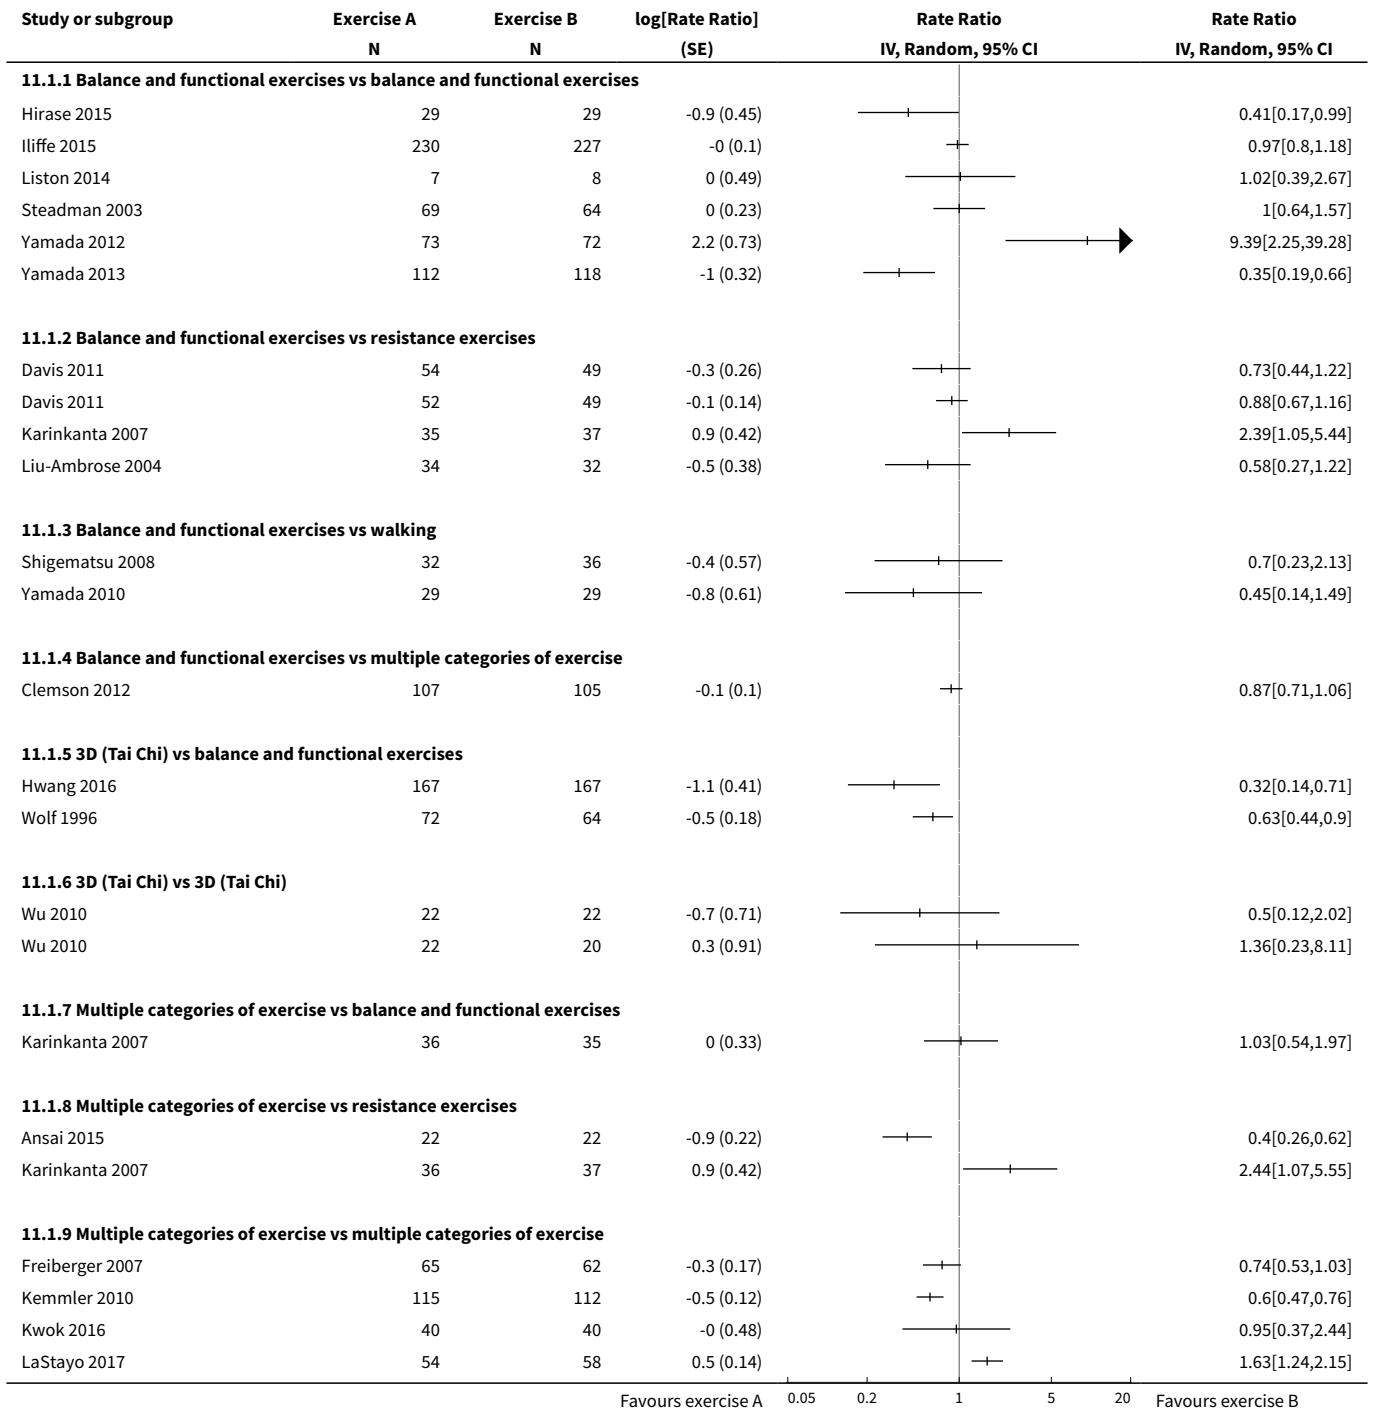 Study or subgroup Exercise A Exercise B log[Rate Ratio] Rate Ratio Rate Ratio
N N (SE) IV, Random, 95% CI IV, Random, 95% CI
11.1.1 Balance and functional exercises vs balance and functional exercises
Hirase 2015 29 29 -0.9 (0.45) 0.41[0.17,0.99]
Iliffe 2015 230 227 -0 (0.1) 0.97[0.8,1.18]
Liston 2014 7 8 0 (0.49) 1.02[0.39,2.67]
Steadman 2003 69 64 0 (0.23) 1[0.64,1.57]
Yamada 2012 73 72 2.2 (0.73) 9.39[2.25,39.28]
Yamada 2013 112 118 -1 (0.32) 0.35[0.19,0.66]
11.1.2 Balance and functional exercises vs resistance exercises
Davis 2011 54 49 -0.3 (0.26) 0.73[0.44,1.22]
Davis 2011 52 49 -0.1 (0.14) 0.88[0.67,1.16]
Karinkanta 2007 35 37 0.9 (0.42) 2.39[1.05,5.44]
Liu-Ambrose 2004 34 32 -0.5 (0.38) 0.58[0.27,1.22]
11.1.3 Balance and functional exercises vs walking
Shigematsu 2008 32 36 -0.4 (0.57) 0.7[0.23,2.13]
Yamada 2010 29 29 -0.8 (0.61) 0.45[0.14,1.49]
11.1.4 Balance and functional exercises vs multiple categories of exercise
Clemson 2012 107 105 -0.1 (0.1) 0.87[0.71,1.06]
11.1.5 3D (Tai Chi) vs balance and functional exercises
Hwang 2016 167 167 -1.1 (0.41) 0.32[0.14,0.71]
Wolf 1996 72 64 -0.5 (0.18) 0.63[0.44,0.9]
11.1.6 3D (Tai Chi) vs 3D (Tai Chi)
Wu 2010 22 22 -0.7 (0.71) 0.5[0.12,2.02]
Wu 2010 22 20 0.3 (0.91) 1.36[0.23,8.11]
11.1.7 Multiple categories of exercise vs balance and functional exercises
Karinkanta 2007 36 35 0 (0.33) 1.03[0.54,1.97]
11.1.8 Multiple categories of exercise vs resistance exercises
Ansai 2015 22 22 -0.9 (0.22) 0.4[0.26,0.62]
Karinkanta 2007 36 37 0.9 (0.42) 2.44[1.07,5.55]
11.1.9 Multiple categories of exercise vs multiple categories of exercise
Freiberger 2007 65 62 -0.3 (0.17) 0.74[0.53,1.03]
Kemmler 2010 115 112 -0.5 (0.12) 0.6[0.47,0.76]
Kwok 2016 40 40 -0 (0.48) 0.95[0.37,2.44]
LaStayo 2017 54 58 0.5 (0.14) 1.63[1.24,2.15]
Favours exercise A 0.05 0.2 1 5 20 Favours exercise B